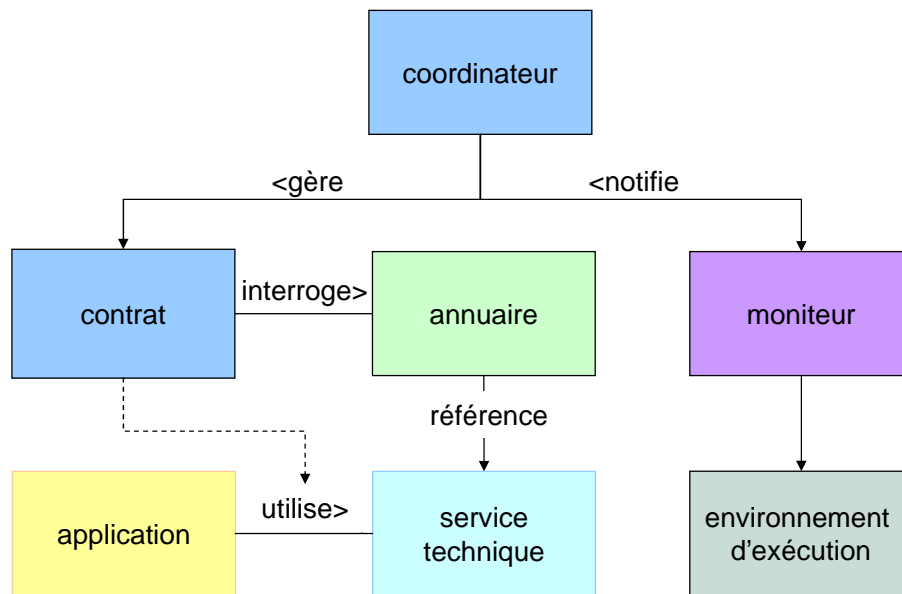 coordinateur
<gère
<notifie
contrat
interroge>
annuaire
moniteur
référence
application
utilise>
service
technique
environnement
d'exécution